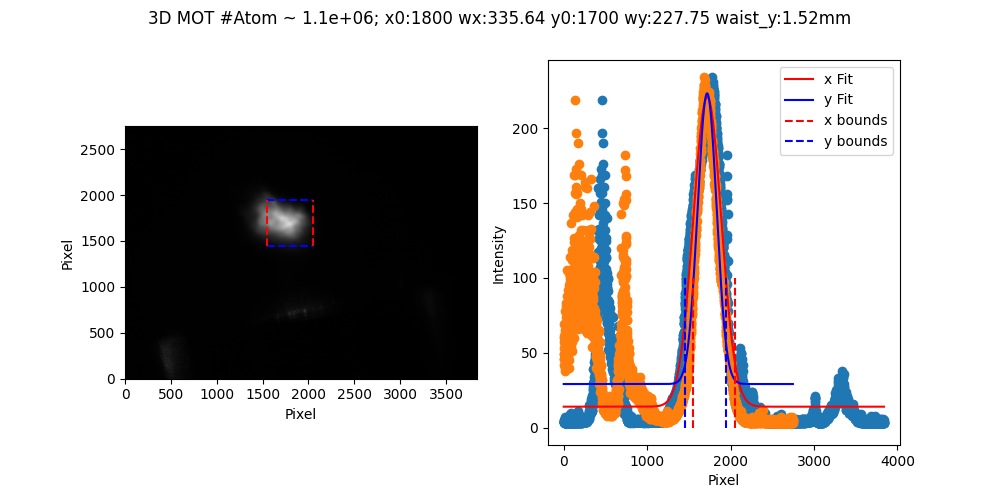 3D MOT #Atom ~ 1.1e+06; x0:1800 wx:335.64 y0:1700 wy:227.75 waist_y:1.52mm
2500
2000
1500
1000
500
0
Pixel
0 500 1000 1500 2000 2500 3000 3500
Pixel
200
150
100
50
0
Intensity
0 1000 2000 3000 4000
Pixel
x Fit
y Fit
x bounds
y bounds